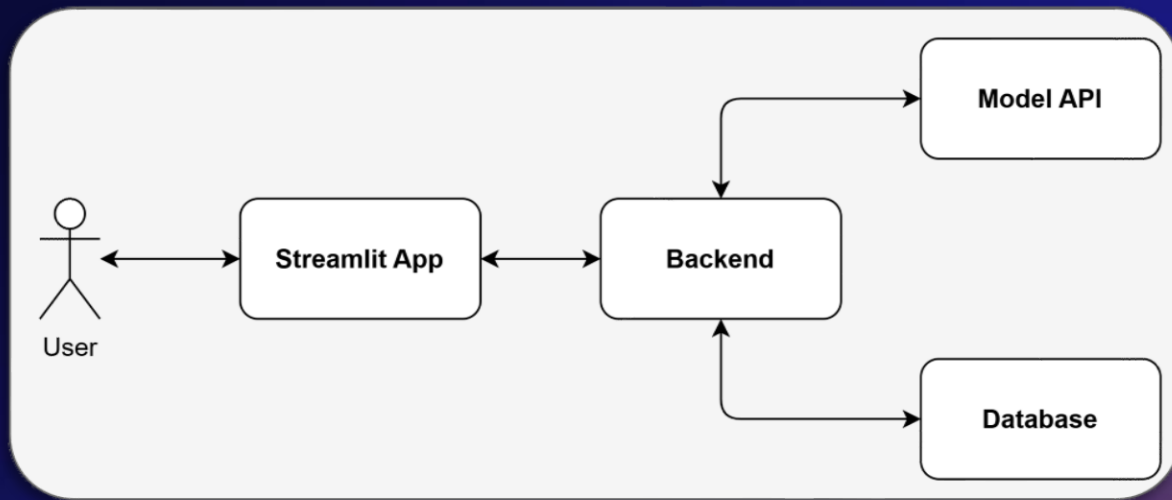 Model API
Streamlit App
Backend
User
Database